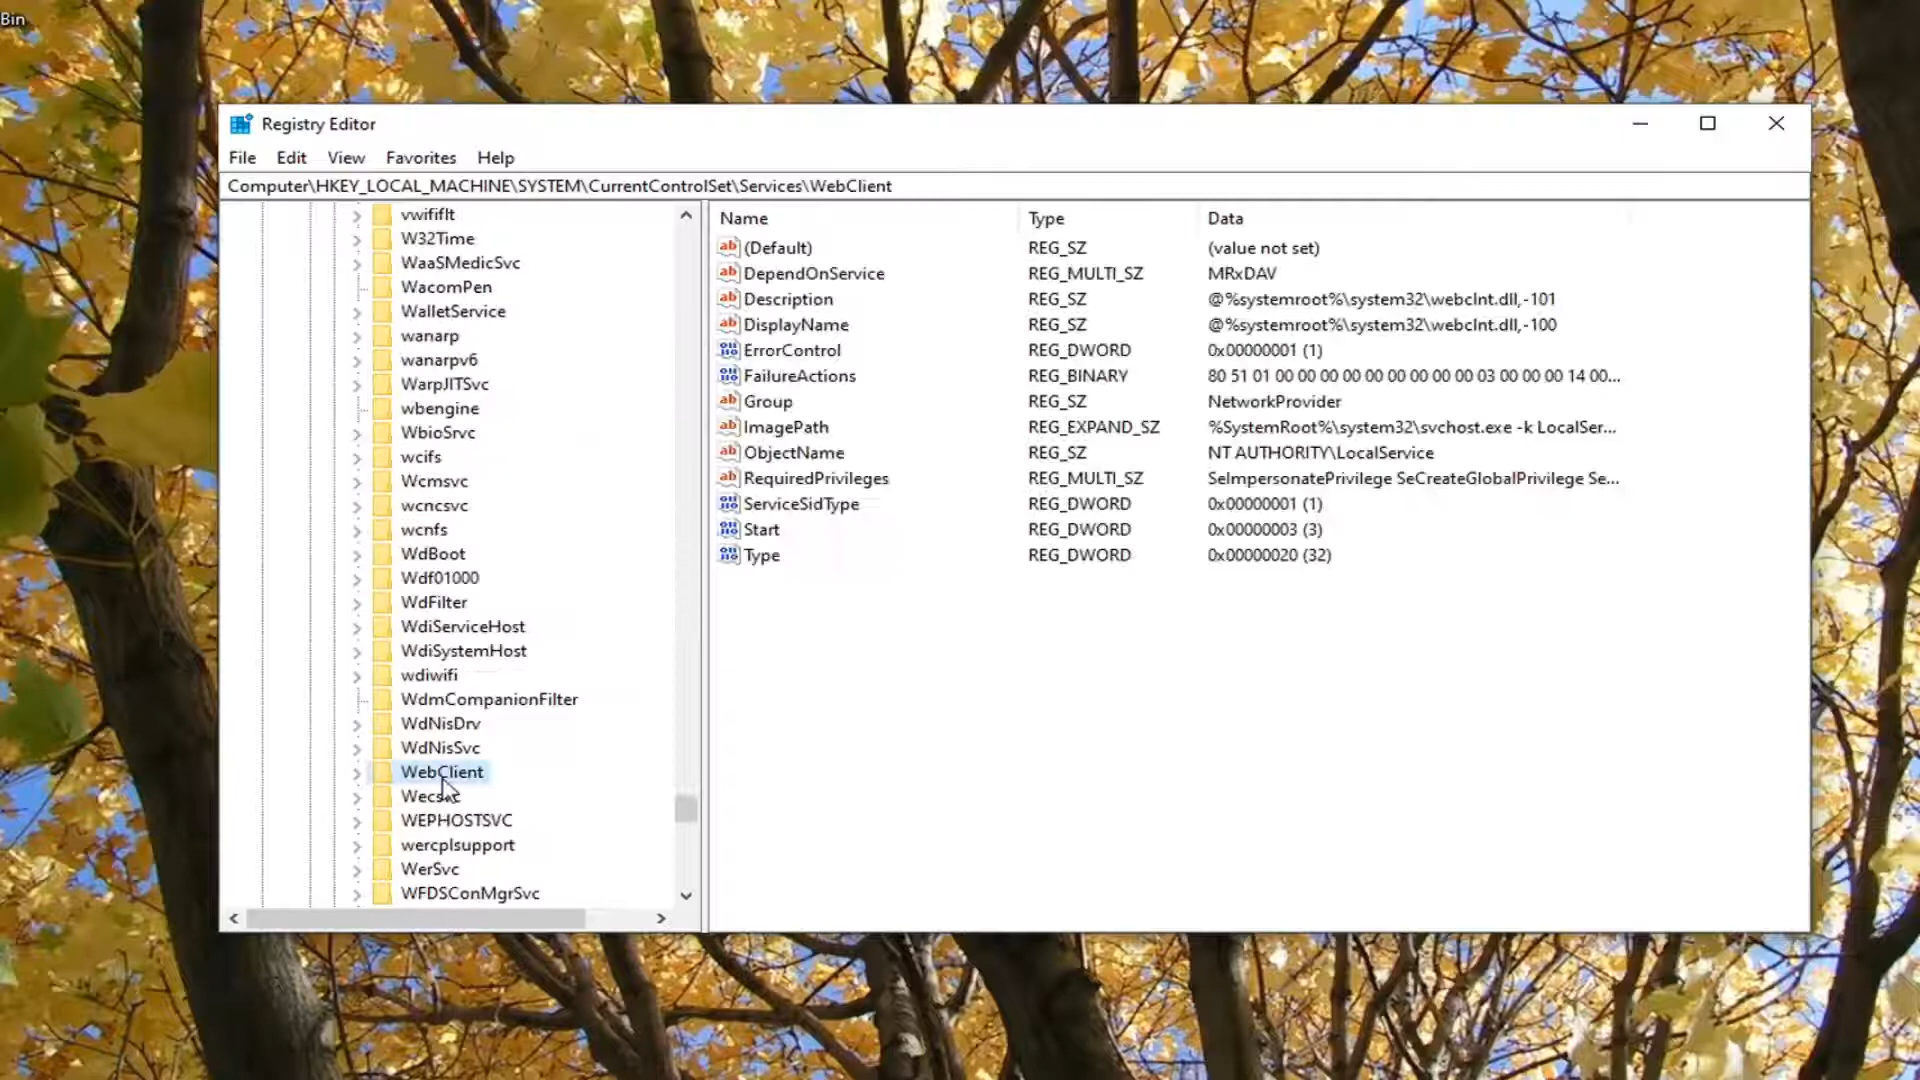 Bin
Registry Editor
File Edit View Favorites Help
Computer\HKEY_LOCAL_MACHINE\SYSTEM\CurrentControlSet\Services\WebClient
vwififlt
W32Time
WaaSMedicSvc
WacomPen
WalletService
wanarp
wanarpv6
WarpJITSvc
wbengine
WbioSrvc
wcifs
Wcmsvc
wcncsvc
wcnfs
WdBoot
Wdf01000
WdFilter
WdiServiceHost
WdiSystemHost
wdiwifi
WdmCompanionFilter
WdNisDrv
WdNisSvc
WebClient
Wecsvc
WEPHOSTSVC
wercplsupport
WerSvc
WFDSConMgrSvc
Name Type Data
(Default) REG_SZ (value not set)
DependOnService REG_MULTI_SZ MRxDAV
Description REG_SZ @%systemroot%\system32\webclnt.dll,-101
DisplayName REG_SZ @%systemroot%\system32\webclnt.dll,-100
ErrorControl REG_DWORD 0x00000001 (1)
FailureActions REG_BINARY 80 51 01 00 00 00 00 00 00 00 00 00 03 00 00 00 14 00...
Group REG_SZ NetworkProvider
ImagePath REG_EXPAND_SZ %SystemRoot%\system32\svchost.exe -k LocalSer...
ObjectName REG_SZ NT AUTHORITY\LocalService
RequiredPrivileges REG_MULTI_SZ SeImpersonatePrivilege SeCreateGlobalPrivilege Se...
ServiceSidType REG_DWORD 0x00000001 (1)
Start REG_DWORD 0x00000003 (3)
Type REG_DWORD 0x00000020 (32)